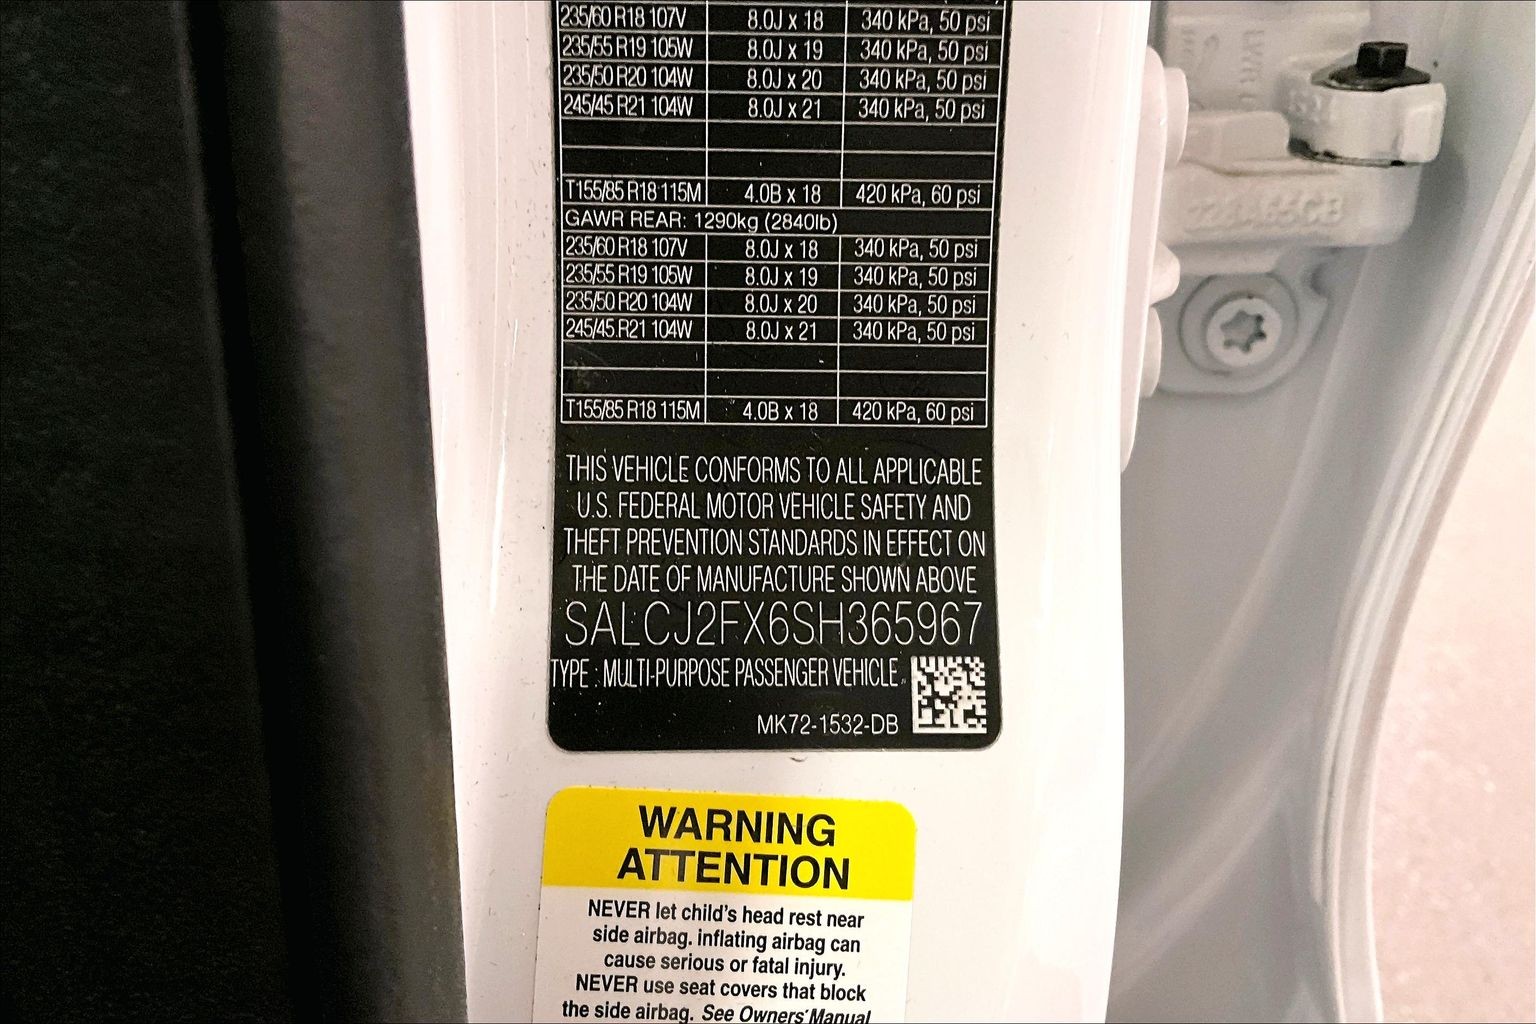 235/60 R18 107V 8.0J x 18 340 kPa, 50 psi
235/55 R19 105W 8.0J x 19 340 kPa, 50 psi
235/50 R20 104W 8.0J x 20 340 kPa, 50 psi
245/45 R21 104W 8.0J x 21 340 kPa, 50 psi
T155/85 R18 115M 4.0B x 18 420 kPa, 60 psi
GAWR REAR: 1290kg (2840lb)
235/60 R18 107V 8.0J x 18 340 kPa, 50 psi
235/55 R19 105W 8.0J x 19 340 kPa, 50 psi
235/50 R20 104W 8.0J x 20 340 kPa, 50 psi
245/45 R21 104W 8.0J x 21 340 kPa, 50 psi
T155/85 R18 115M 4.0B x 18 420 kPa, 60 psi
THIS VEHICLE CONFORMS TO ALL APPLICABLE
U.S. FEDERAL MOTOR VEHICLE SAFETY AND
THEFT PREVENTION STANDARDS IN EFFECT ON
THE DATE OF MANUFACTURE SHOWN ABOVE
SALCJ2FX6SH365967
TYPE : MULTI-PURPOSE PASSENGER VEHICLE
MK72-1532-DB
WARNING
ATTENTION
NEVER let child's head rest near
side airbag. inflating airbag can
cause serious or fatal injury.
NEVER use seat covers that block
the side airbag. See Owners' Manual